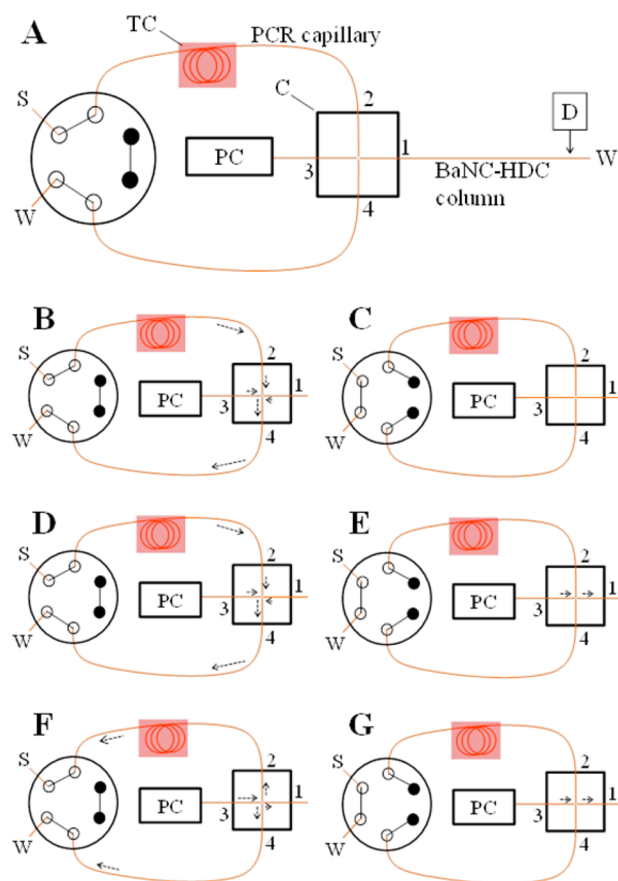 A
TC
PCR capillary
S
C
2
D
PC
3
1
W
BaNC-HDC
column
W
4
B
S
2
1
PC
3
W
4
C
S
2
1
PC
3
W
4
D
S
2
1
PC
3
W
4
E
S
2
1
PC
3
W
4
F
S
2
1
PC
3
W
4
G
S
2
1
PC
3
W
4